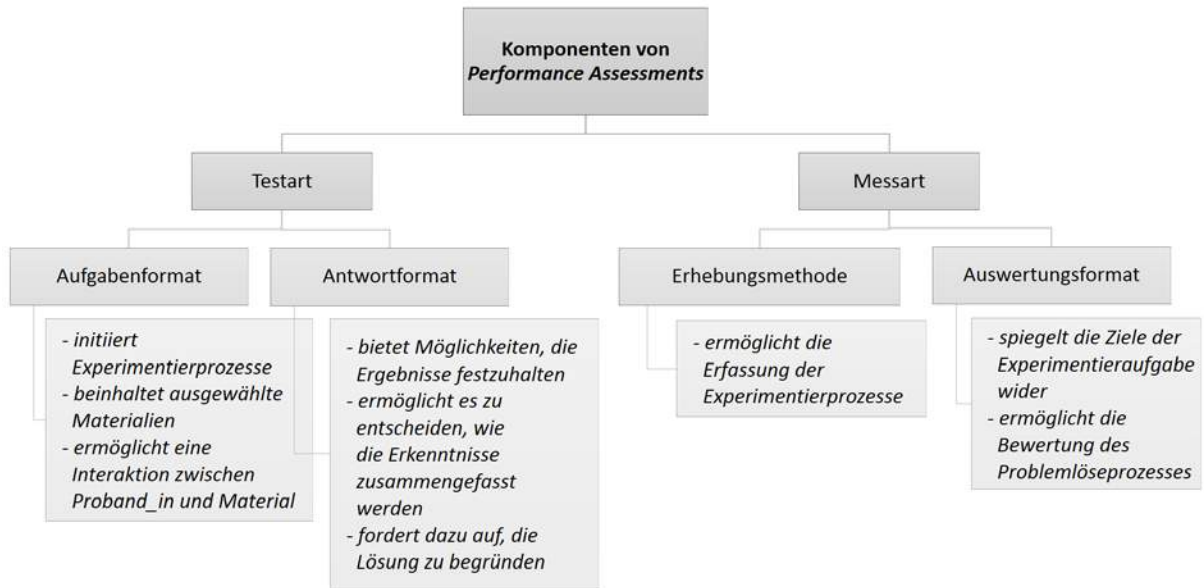 Komponenten von
Performance Assessments
Testart
Messart
Aufgabenformat
Antwortformat
Erhebungsmethode
Auswertungsformat
- initiiert
Experimentierprozesse
- beinhaltet ausgewählte
Materialien
- ermöglicht eine
Interaktion zwischen
Proband_in und Material
- bietet Möglichkeiten, die
Ergebnisse festzuhalten
- ermöglicht es zu
entscheiden, wie
die Erkenntnisse
zusammengefasst
werden
- fordert dazu auf, die
Lösung zu begründen
- ermöglicht die
Erfassung der
Experimentierprozesse
- spiegelt die Ziele der
Experimentieraufgabe
wider
- ermöglicht die
Bewertung des
Problemlöseprozesses